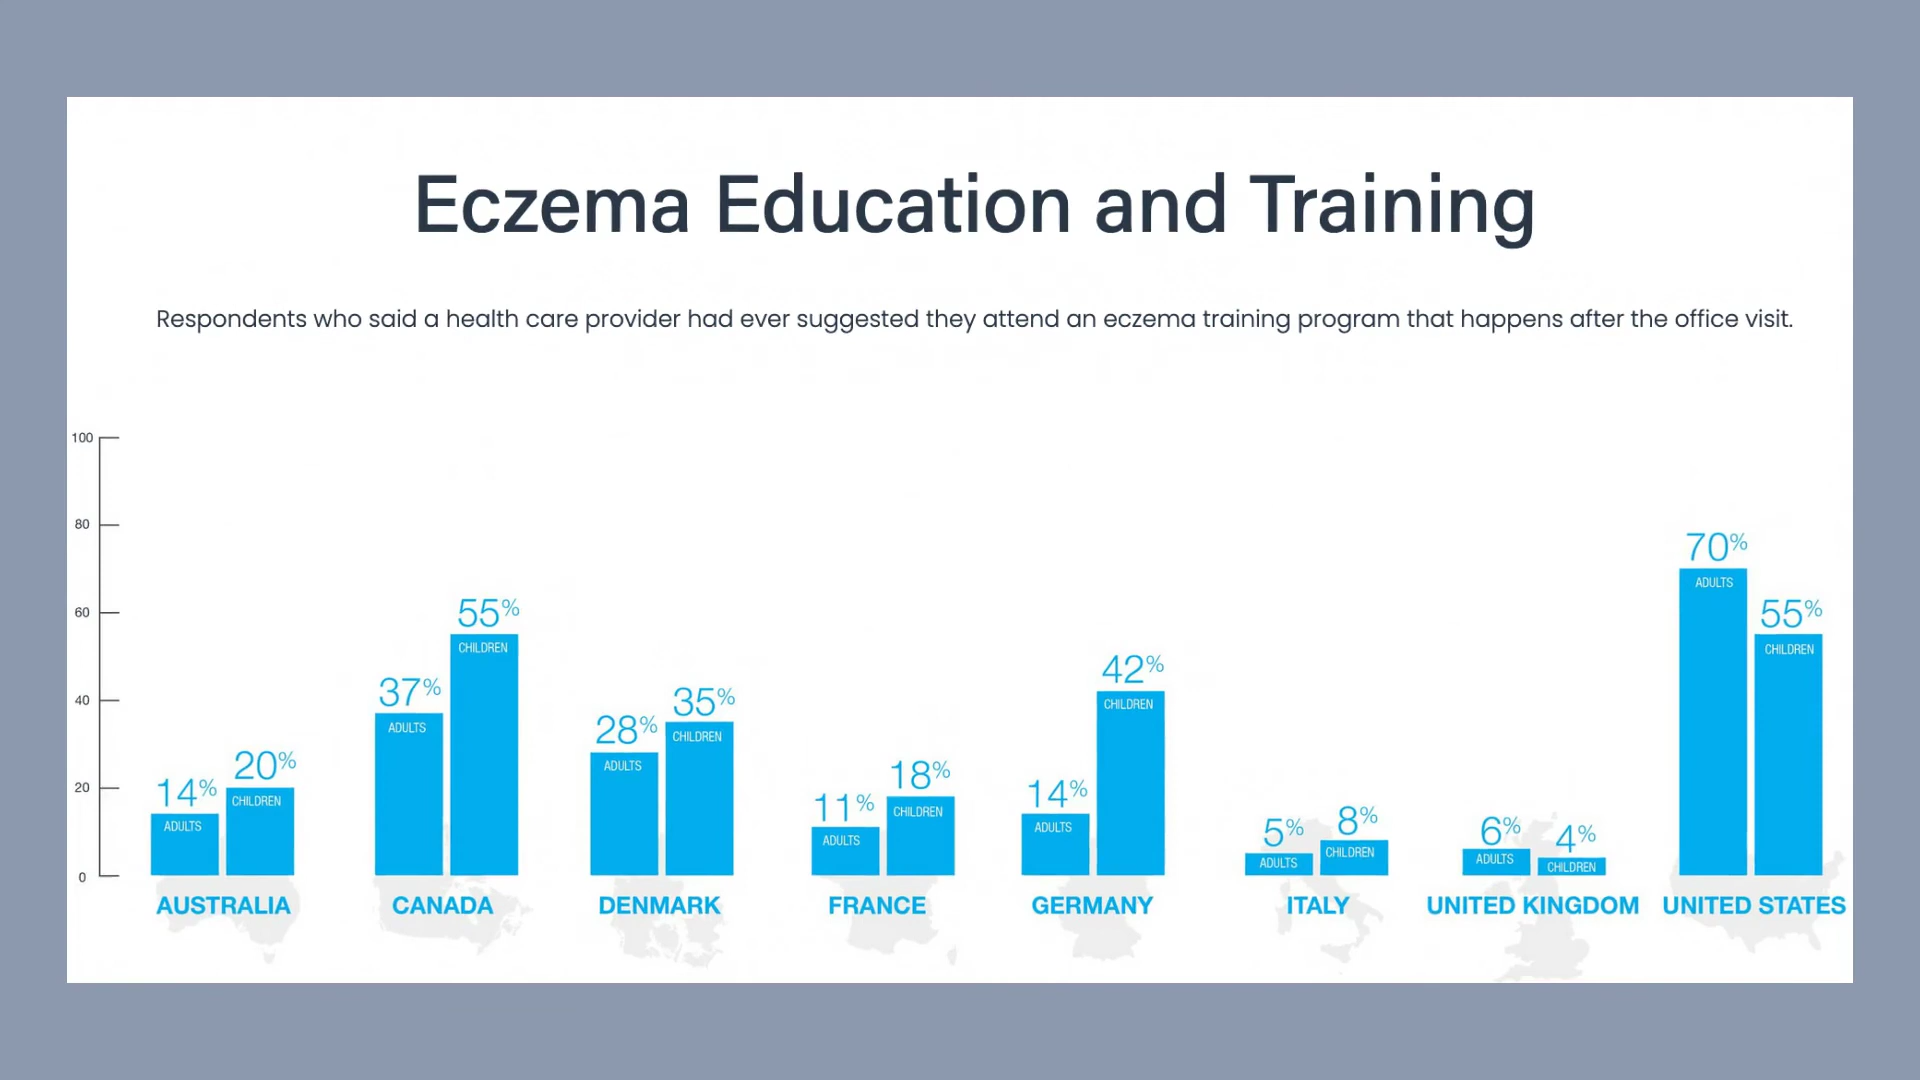 Eczema Education and Training
Respondents who said a health care provider had ever suggested they attend an eczema training program that happens after the office visit.
100
80
60
40
20
0
14%
ADULTS
20%
CHILDREN
AUSTRALIA
37%
ADULTS
55%
CHILDREN
CANADA
28%
ADULTS
35%
CHILDREN
DENMARK
11%
ADULTS
18%
CHILDREN
FRANCE
14%
ADULTS
42%
CHILDREN
GERMANY
5%
ADULTS
8%
CHILDREN
ITALY
6%
ADULTS
4%
CHILDREN
UNITED KINGDOM
70%
ADULTS
55%
CHILDREN
UNITED STATES